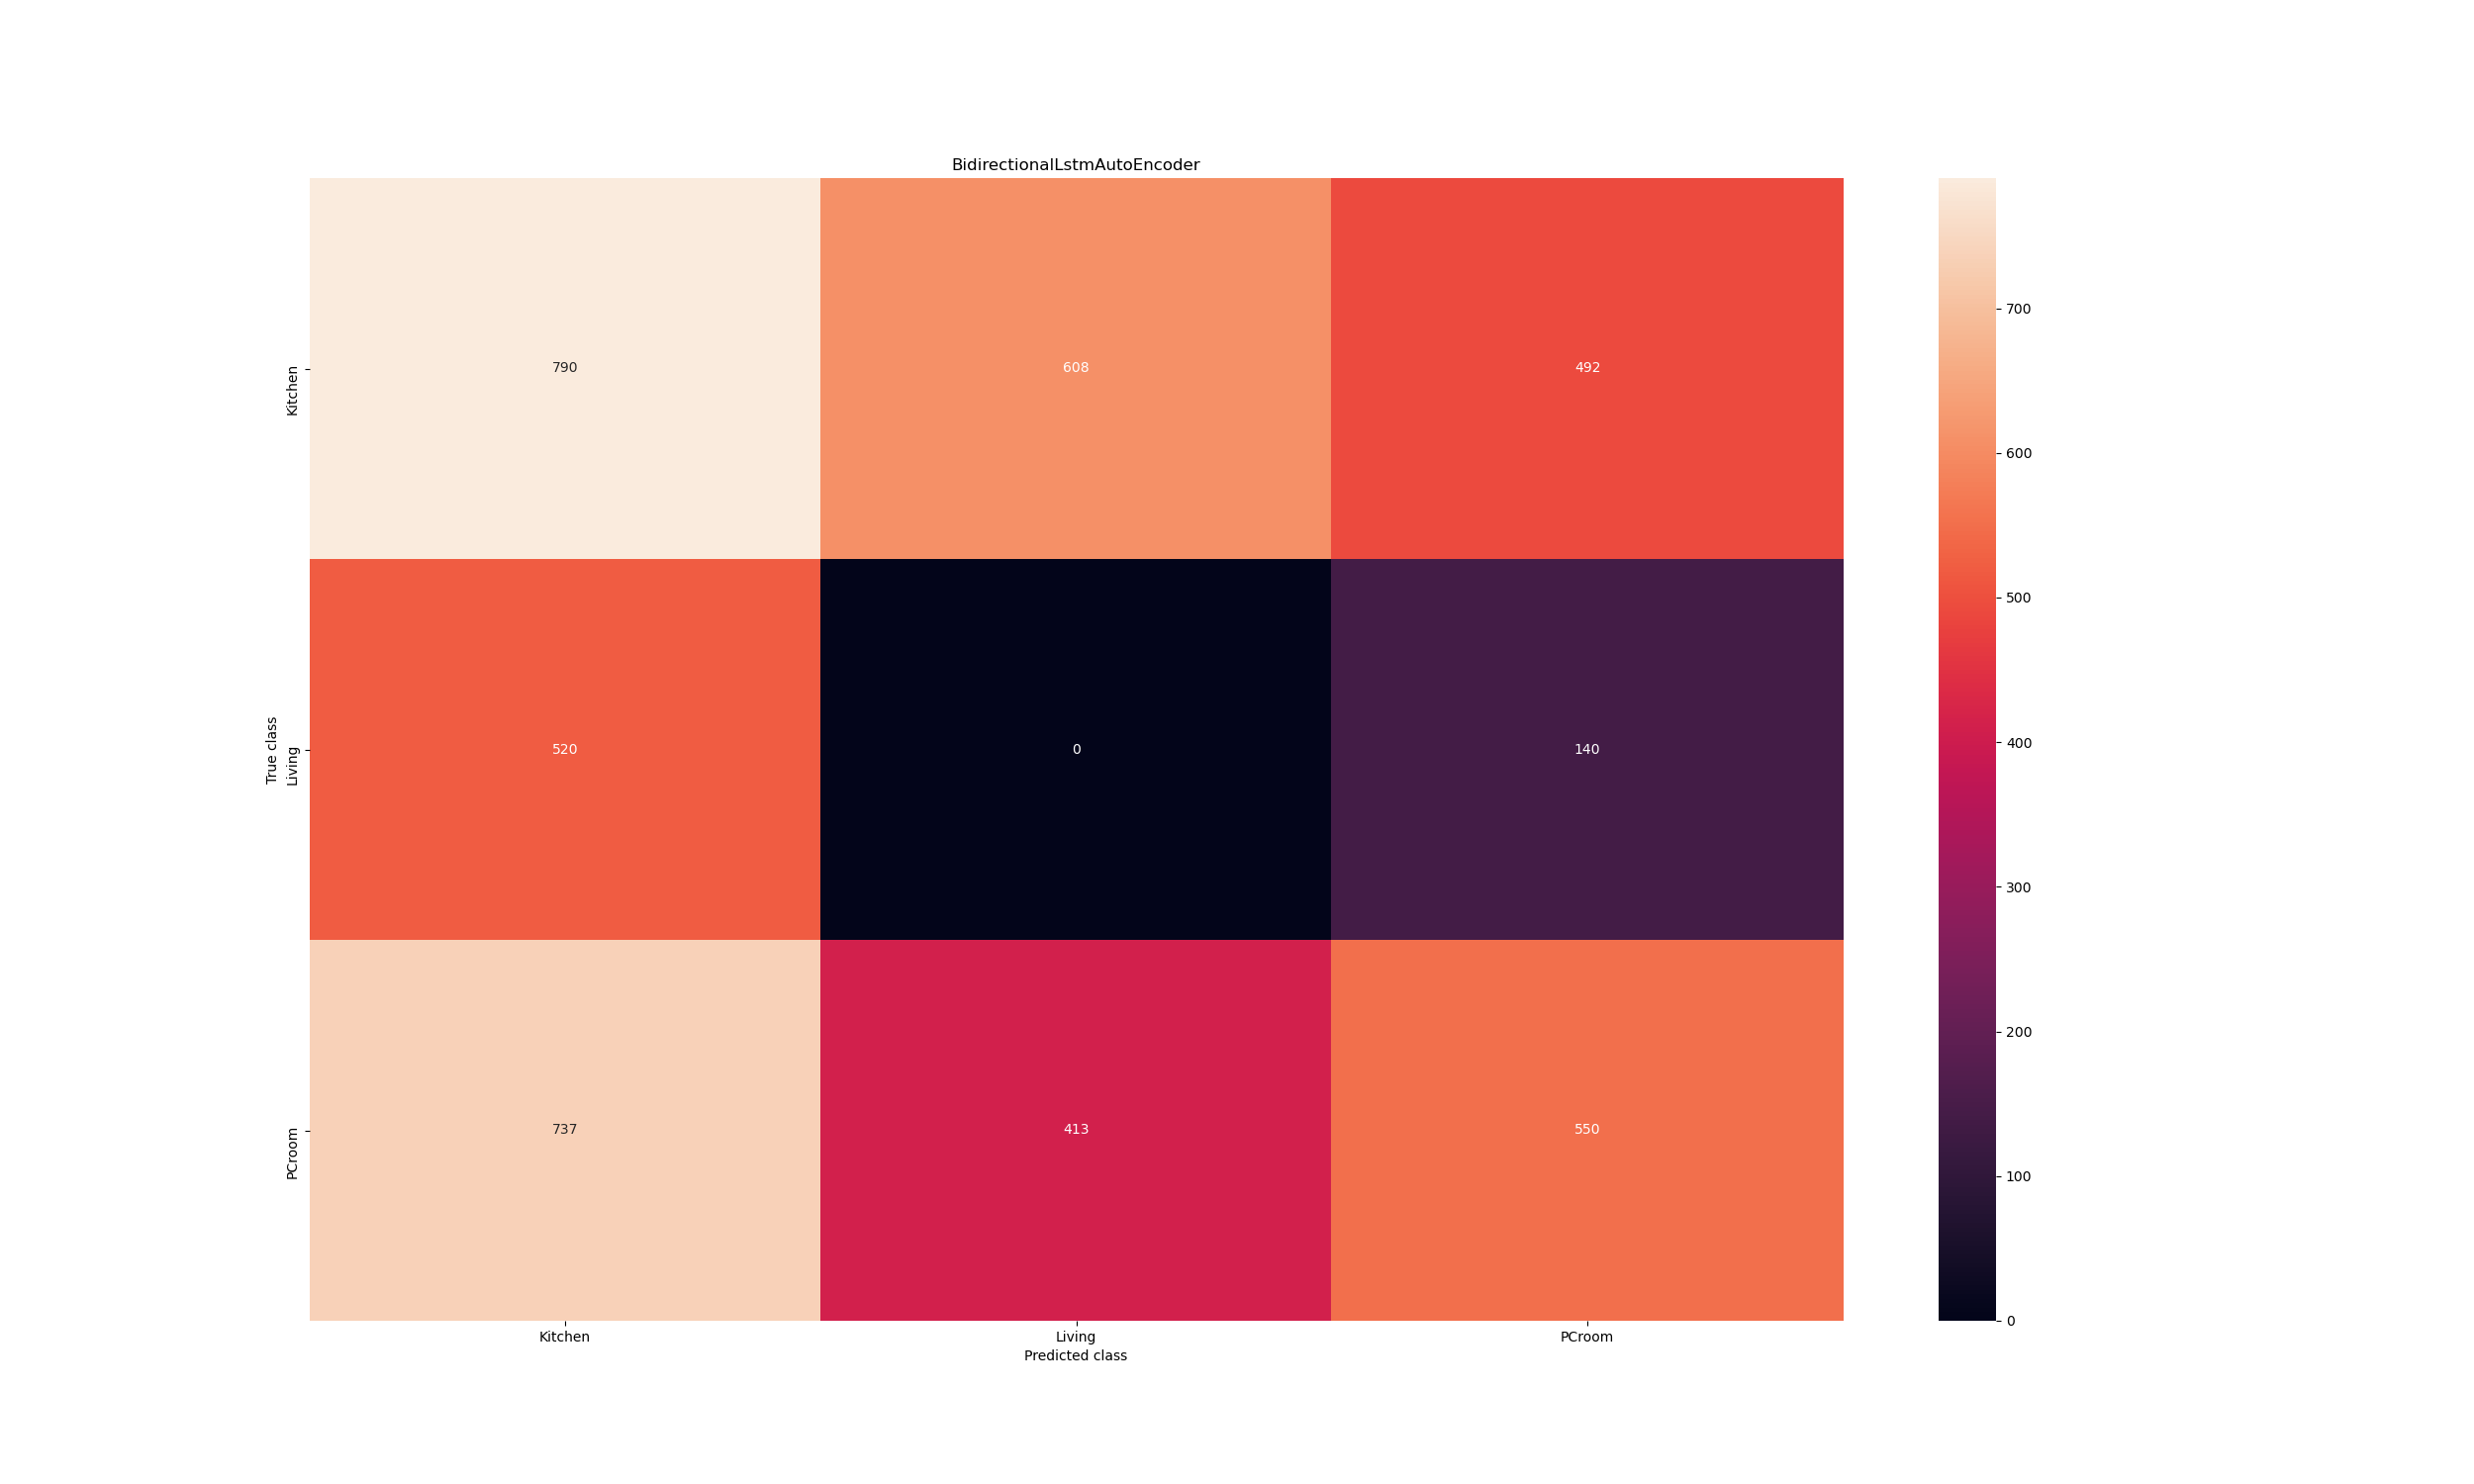 BidirectionalLstmAutoEncoder
Kitchen
790
608
492
700
600
500
True class
Living
520
0
140
400
300
PCroom
737
413
550
200
100
0
Kitchen
Living
PCroom
Predicted class